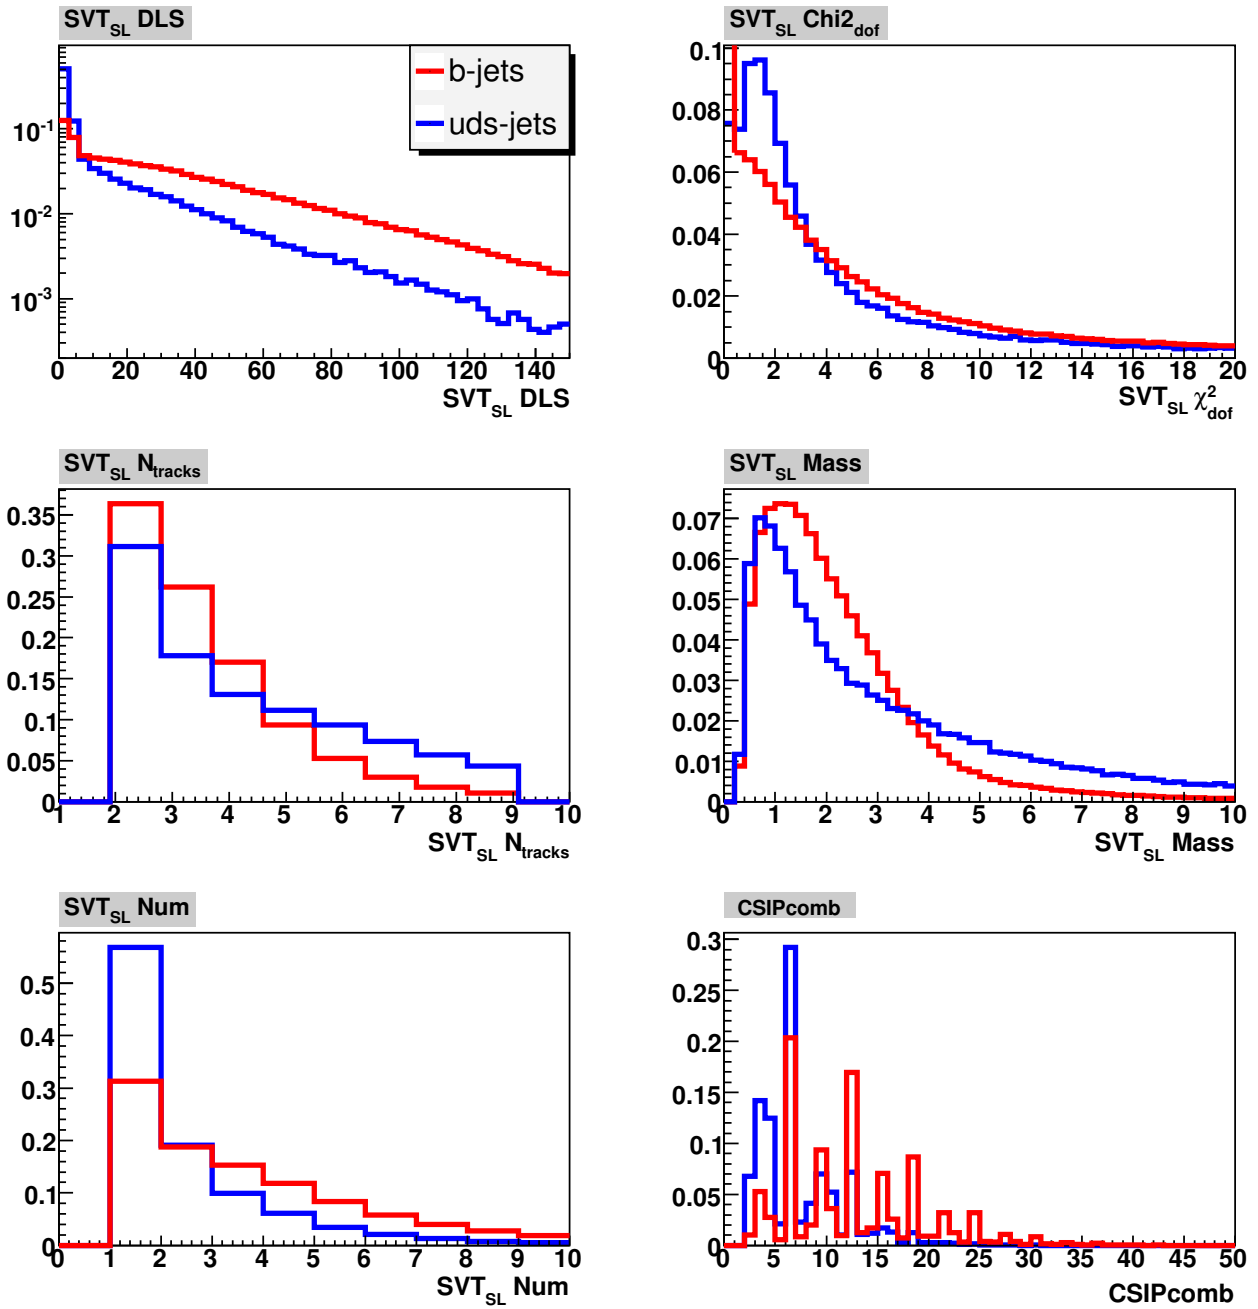 SVT_SL DLS
b-jets
uds-jets
10^-1
10^-2
10^-3
0 20 40 60 80 100 120 140
SVT_SL DLS
SVT_SL Chi2_dof
0.1
0.08
0.06
0.04
0.02
0
0 2 4 6 8 10 12 14 16 18 20
SVT_SL χ²_dof
SVT_SL N_tracks
0.35
0.3
0.25
0.2
0.15
0.1
0.05
0
1 2 3 4 5 6 7 8 9 10
SVT_SL N_tracks
SVT_SL Mass
0.07
0.06
0.05
0.04
0.03
0.02
0.01
0
0 1 2 3 4 5 6 7 8 9 10
SVT_SL Mass
SVT_SL Num
0.5
0.4
0.3
0.2
0.1
0
0 1 2 3 4 5 6 7 8 9 10
SVT_SL Num
CSIPcomb
0.3
0.25
0.2
0.15
0.1
0.05
0
0 5 10 15 20 25 30 35 40 45 50
CSIPcomb